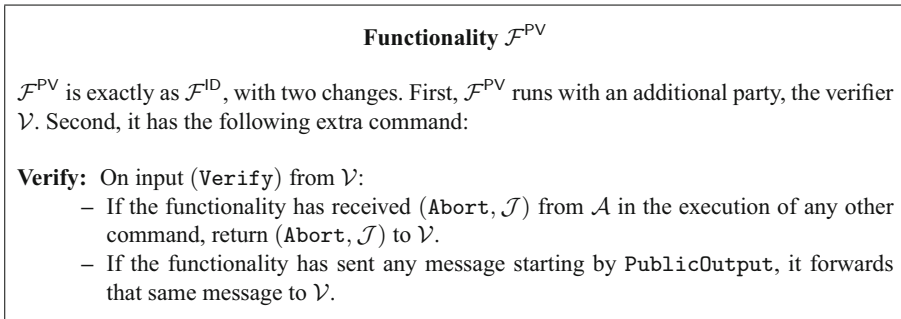 Functionality 𝓕^PV
𝓕^PV is exactly as 𝓕^ID, with two changes. First, 𝓕^PV runs with an additional party, the verifier
𝒱. Second, it has the following extra command:
Verify: On input (Verify) from 𝒱:
– If the functionality has received (Abort, 𝒥) from 𝒜 in the execution of any other
command, return (Abort, 𝒥) to 𝒱.
– If the functionality has sent any message starting by PublicOutput, it forwards
that same message to 𝒱.